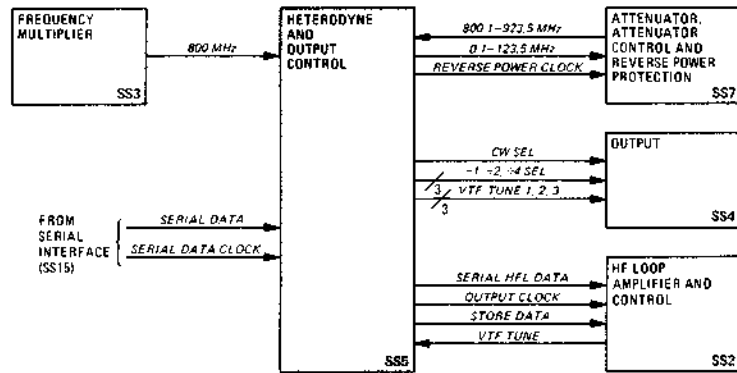 FREQUENCY
MULTIPLIER
SS3
800 MHz
HETERODYNE
AND
OUTPUT
CONTROL
SS5
800.1–923.5 MHz
0.1–123.5 MHz
REVERSE POWER CLOCK
ATTENUATOR,
ATTENUATOR
CONTROL AND
REVERSE POWER
PROTECTION
SS7
CW SEL
÷1, ÷2, ÷4 SEL
3
VTF TUNE 1, 2, 3
3
OUTPUT
SS4
FROM
SERIAL
INTERFACE
(SS15)
SERIAL DATA
SERIAL DATA CLOCK
SERIAL HFL DATA
OUTPUT CLOCK
STORE DATA
VTF TUNE
HF LOOP
AMPLIFIER AND
CONTROL
SS2